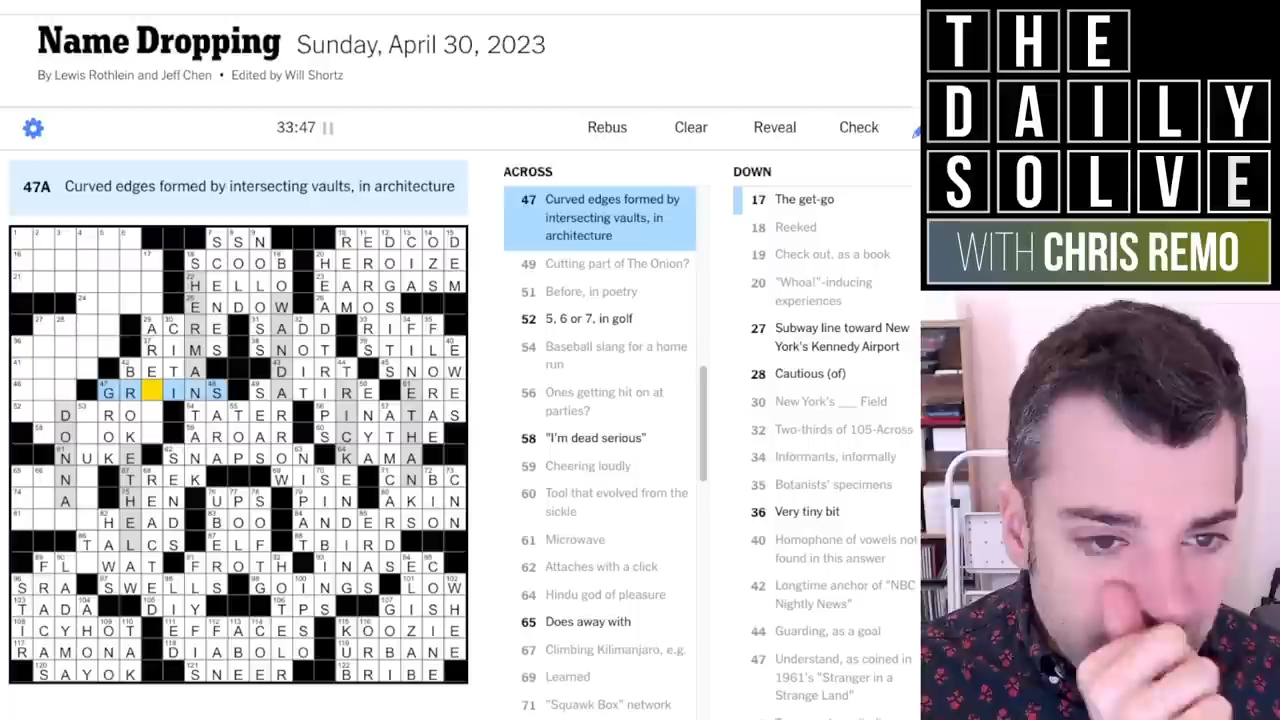 Name Dropping Sunday, April 30, 2023
By Lewis Rothlein and Jeff Chen • Edited by Will Shortz
33:47
Rebus
Clear
Reveal
Check
47A Curved edges formed by intersecting vaults, in architecture
S S N R E D C O D
S C O O B H E R O I Z E
H E L L O E A R G A S M
E N D O W A M O S
A C R E A D D R I F F
R I M S S N O T S T I L E
B E T A D I R T S N O W
G R I N S S A T I R E E R E
D R O T A T E R P I N A T A S
O O K A R O A R S C Y T H E
N U K E S N A P S O N K A M A
N T R E K W I S E C N B C
A H E N U P S P I N A K I N
H E A D B O O A N D E R S O N
T A L C S E L F T B I R D
F L W A I T F R O T H I N A S E C
S R A S W E L L S G O I N G S L O W
T A D A D I Y T P S G I S H
I C Y H O T E F F A C E S K O O Z I E
R A M O N A D I A B O L O U R B A N E
S A Y O K S N E E R B R I B E
ACROSS
47 Curved edges formed by
intersecting vaults, in
architecture
49 Cutting part of The Onion?
51 Before, in poetry
52 5, 6 or 7, in golf
54 Baseball slang for a home
run
56 Ones getting hit on at
parties?
58 "I'm dead serious"
59 Cheering loudly
60 Tool that evolved from the
sickle
61 Microwave
62 Attaches with a click
64 Hindu god of pleasure
65 Does away with
67 Climbing Kilimanjaro, e.g.
69 Learned
71 "Squawk Box" network
DOWN
17 The get-go
18 Reeked
19 Check out, as a book
20 "Whoa!"-inducing
experiences
27 Subway line toward New
York's Kennedy Airport
28 Cautious (of)
30 New York's ___ Field
32 Two-thirds of 105-Across
34 Informants, informally
35 Botanists' specimens
36 Very tiny bit
40 Homophone of vowels not
found in this answer
42 Longtime anchor of "NBC
Nightly News"
44 Guarding, as a goal
47 Understand, as coined in
1961's "Stranger in a
Strange Land"
THE
DAILY
SOLVE
WITH CHRIS REMO